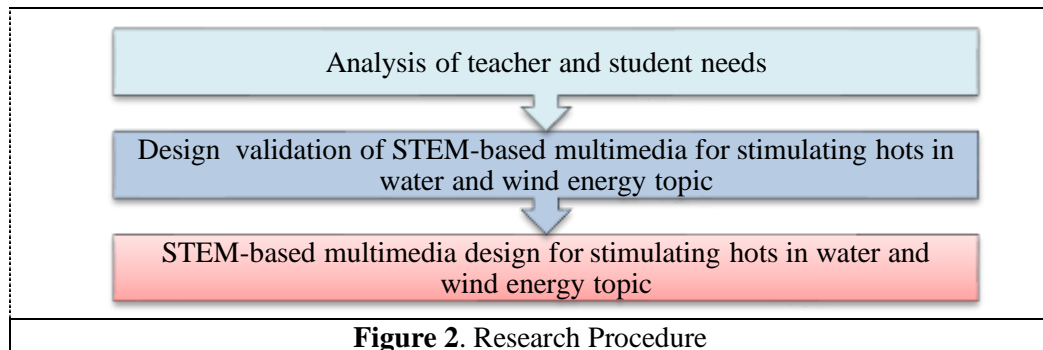 Analysis of teacher and student needs
Design validation of STEM-based multimedia for stimulating hots in
water and wind energy topic
STEM-based multimedia design for stimulating hots in water and
wind energy topic
Figure 2. Research Procedure